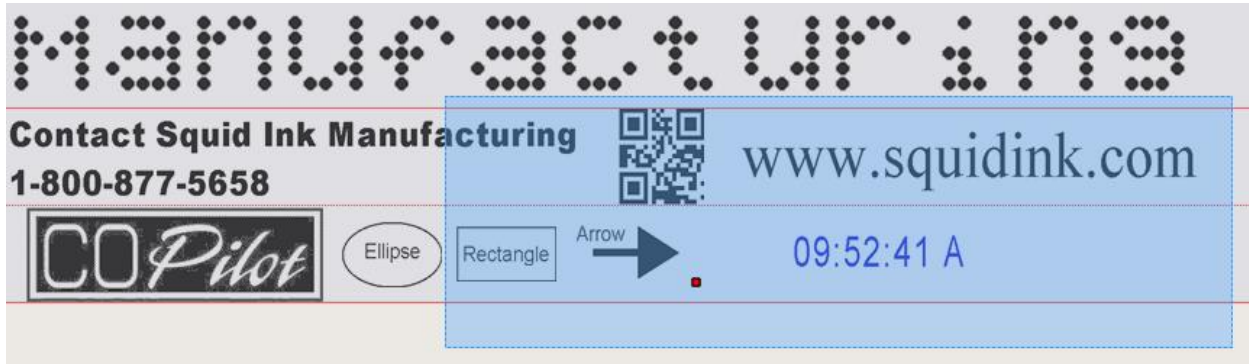 Manufacturing
Contact Squid Ink Manufacturing
1-800-877-5658
www.squidink.com
COPilot
Ellipse
Rectangle
Arrow
09:52:41 A